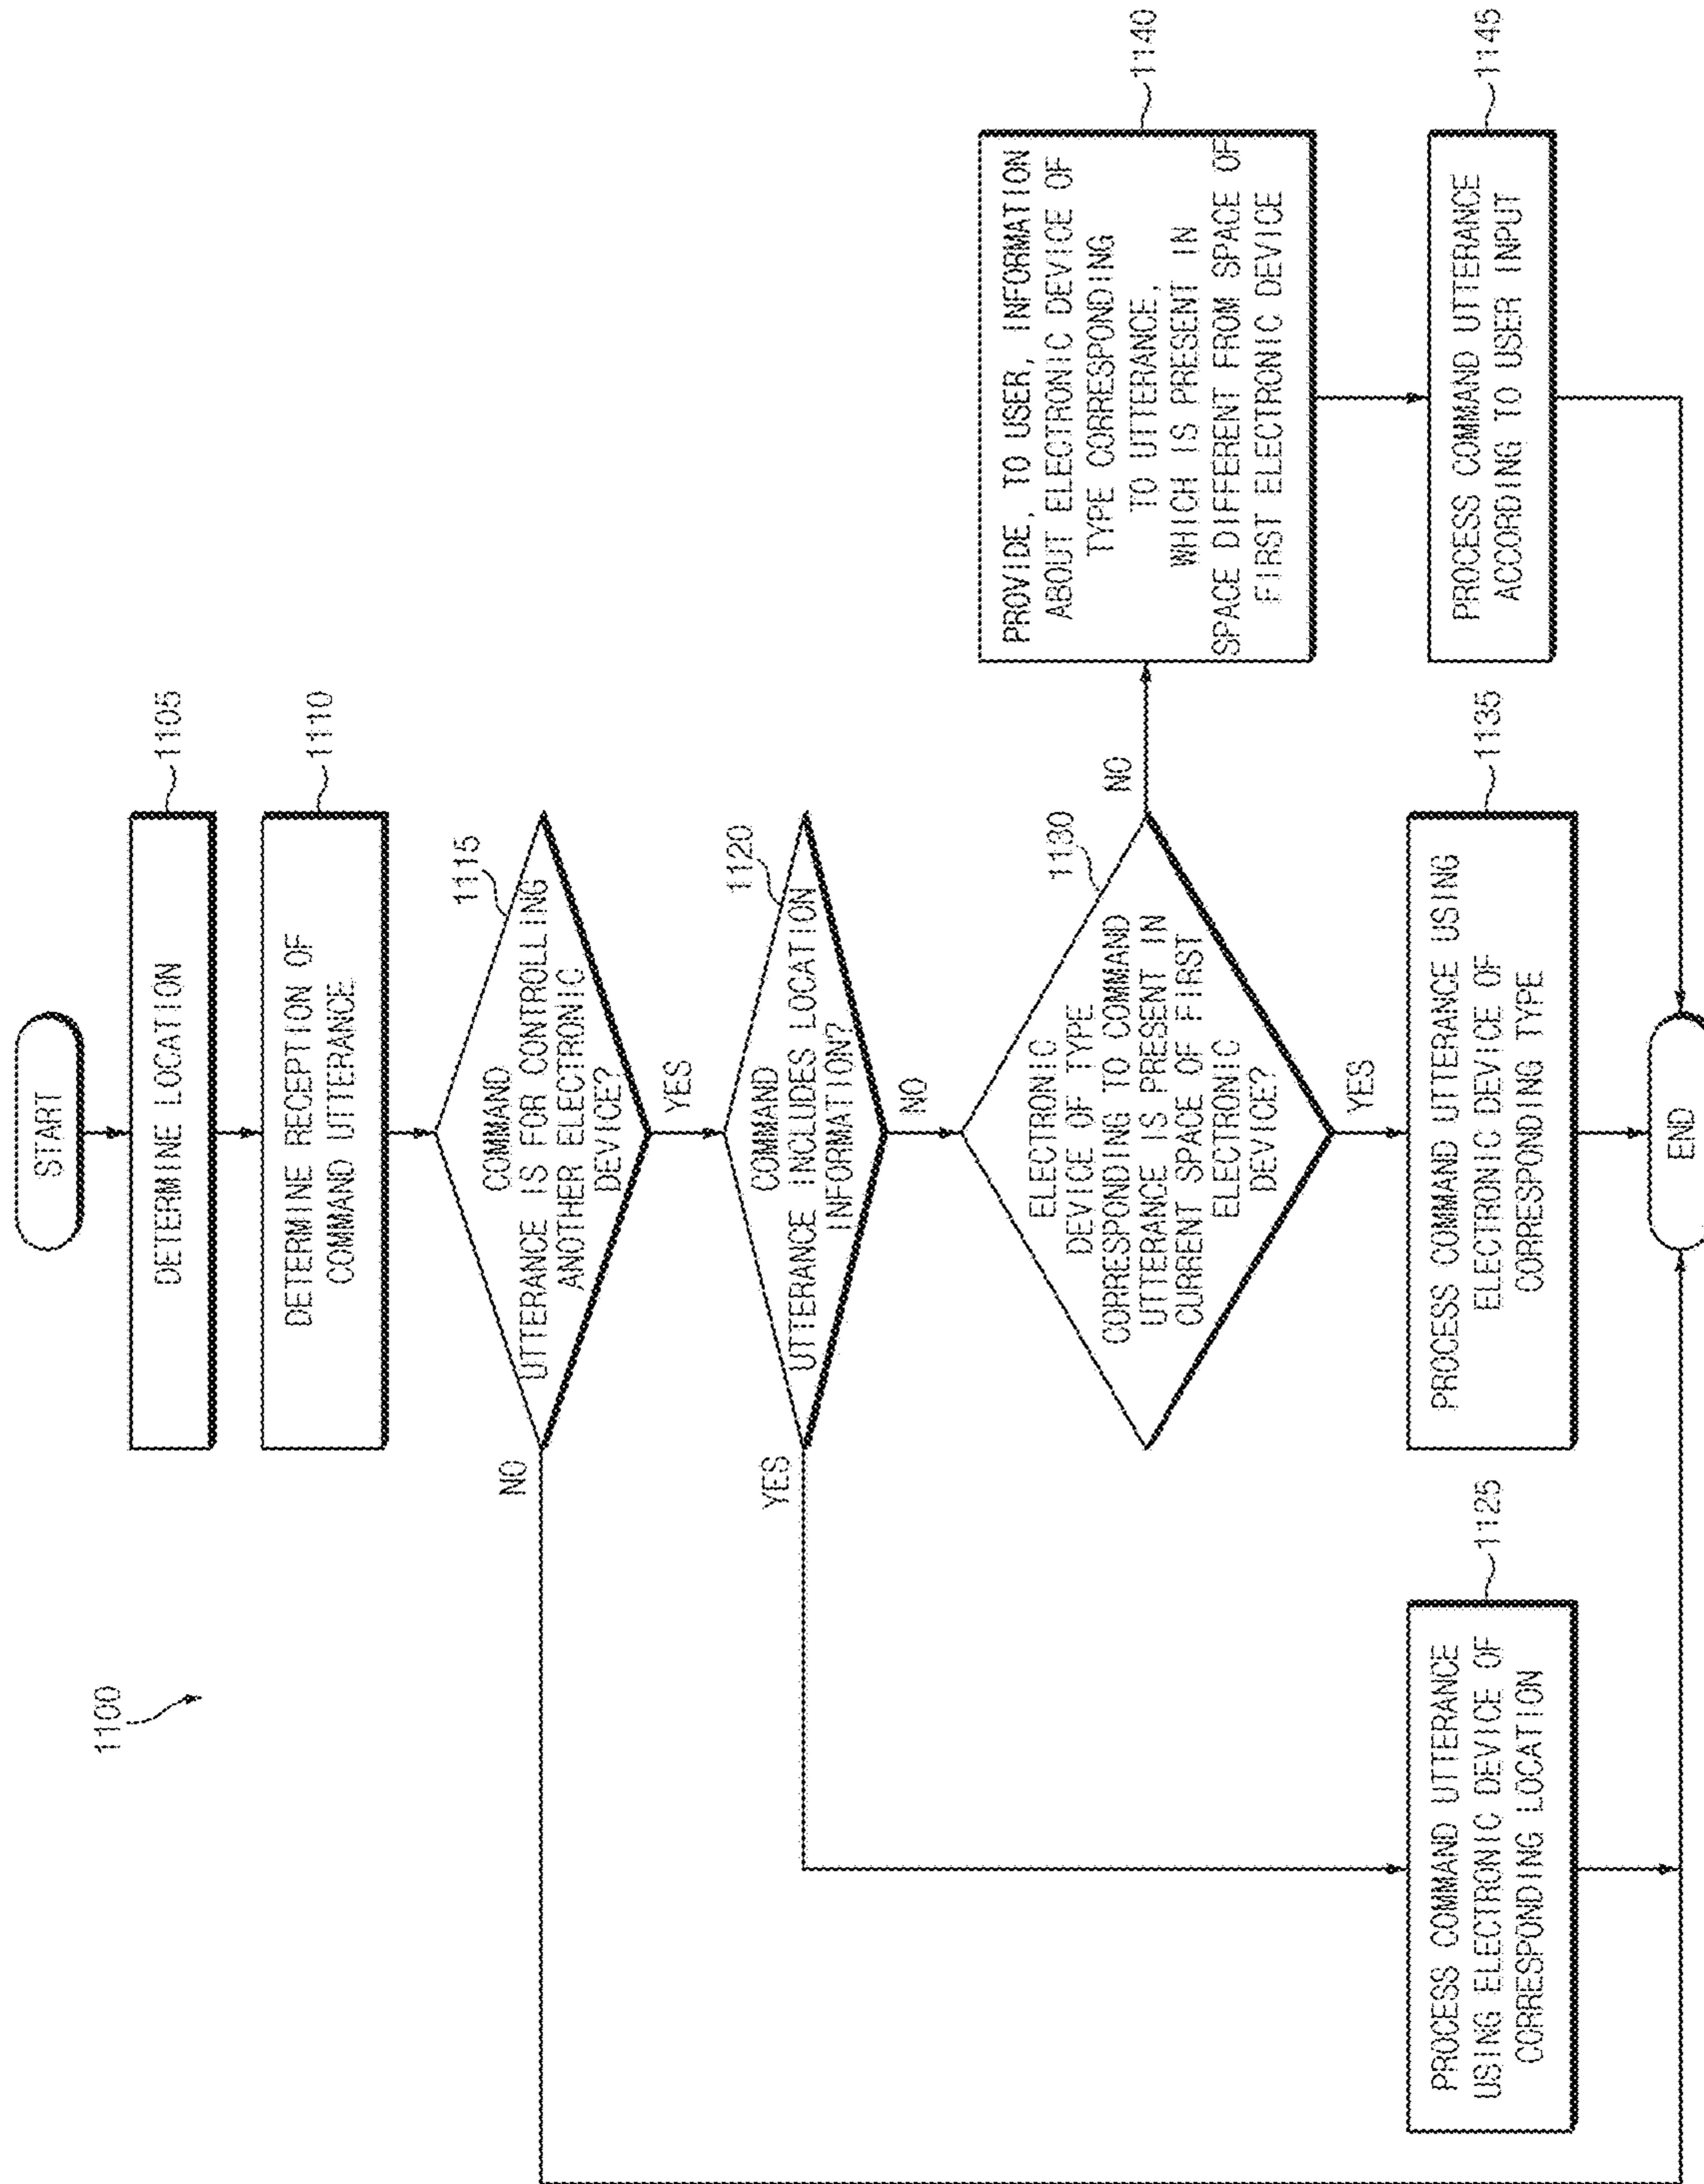 1100
START
DETERMINE LOCATION
1105
DETERMINE RECEPTION OF
COMMAND UTTERANCE
1110
COMMAND
UTTERANCE IS FOR CONTROLLING
ANOTHER ELECTRONIC
DEVICE?
1115
NO
YES
COMMAND
UTTERANCE INCLUDES LOCATION
INFORMATION?
1120
YES
NO
ELECTRONIC
DEVICE OF TYPE
CORRESPONDING TO COMMAND
UTTERANCE IS PRESENT IN
CURRENT SPACE OF FIRST
ELECTRONIC
DEVICE?
1130
NO
YES
PROVIDE, TO USER, INFORMATION
ABOUT ELECTRONIC DEVICE OF
TYPE CORRESPONDING
TO UTTERANCE,
WHICH IS PRESENT IN
SPACE DIFFERENT FROM SPACE OF
FIRST ELECTRONIC DEVICE
1140
PROCESS COMMAND UTTERANCE
USING ELECTRONIC DEVICE OF
CORRESPONDING LOCATION
1125
PROCESS COMMAND UTTERANCE USING
ELECTRONIC DEVICE OF
CORRESPONDING TYPE
1135
PROCESS COMMAND UTTERANCE
ACCORDING TO USER INPUT
1145
END